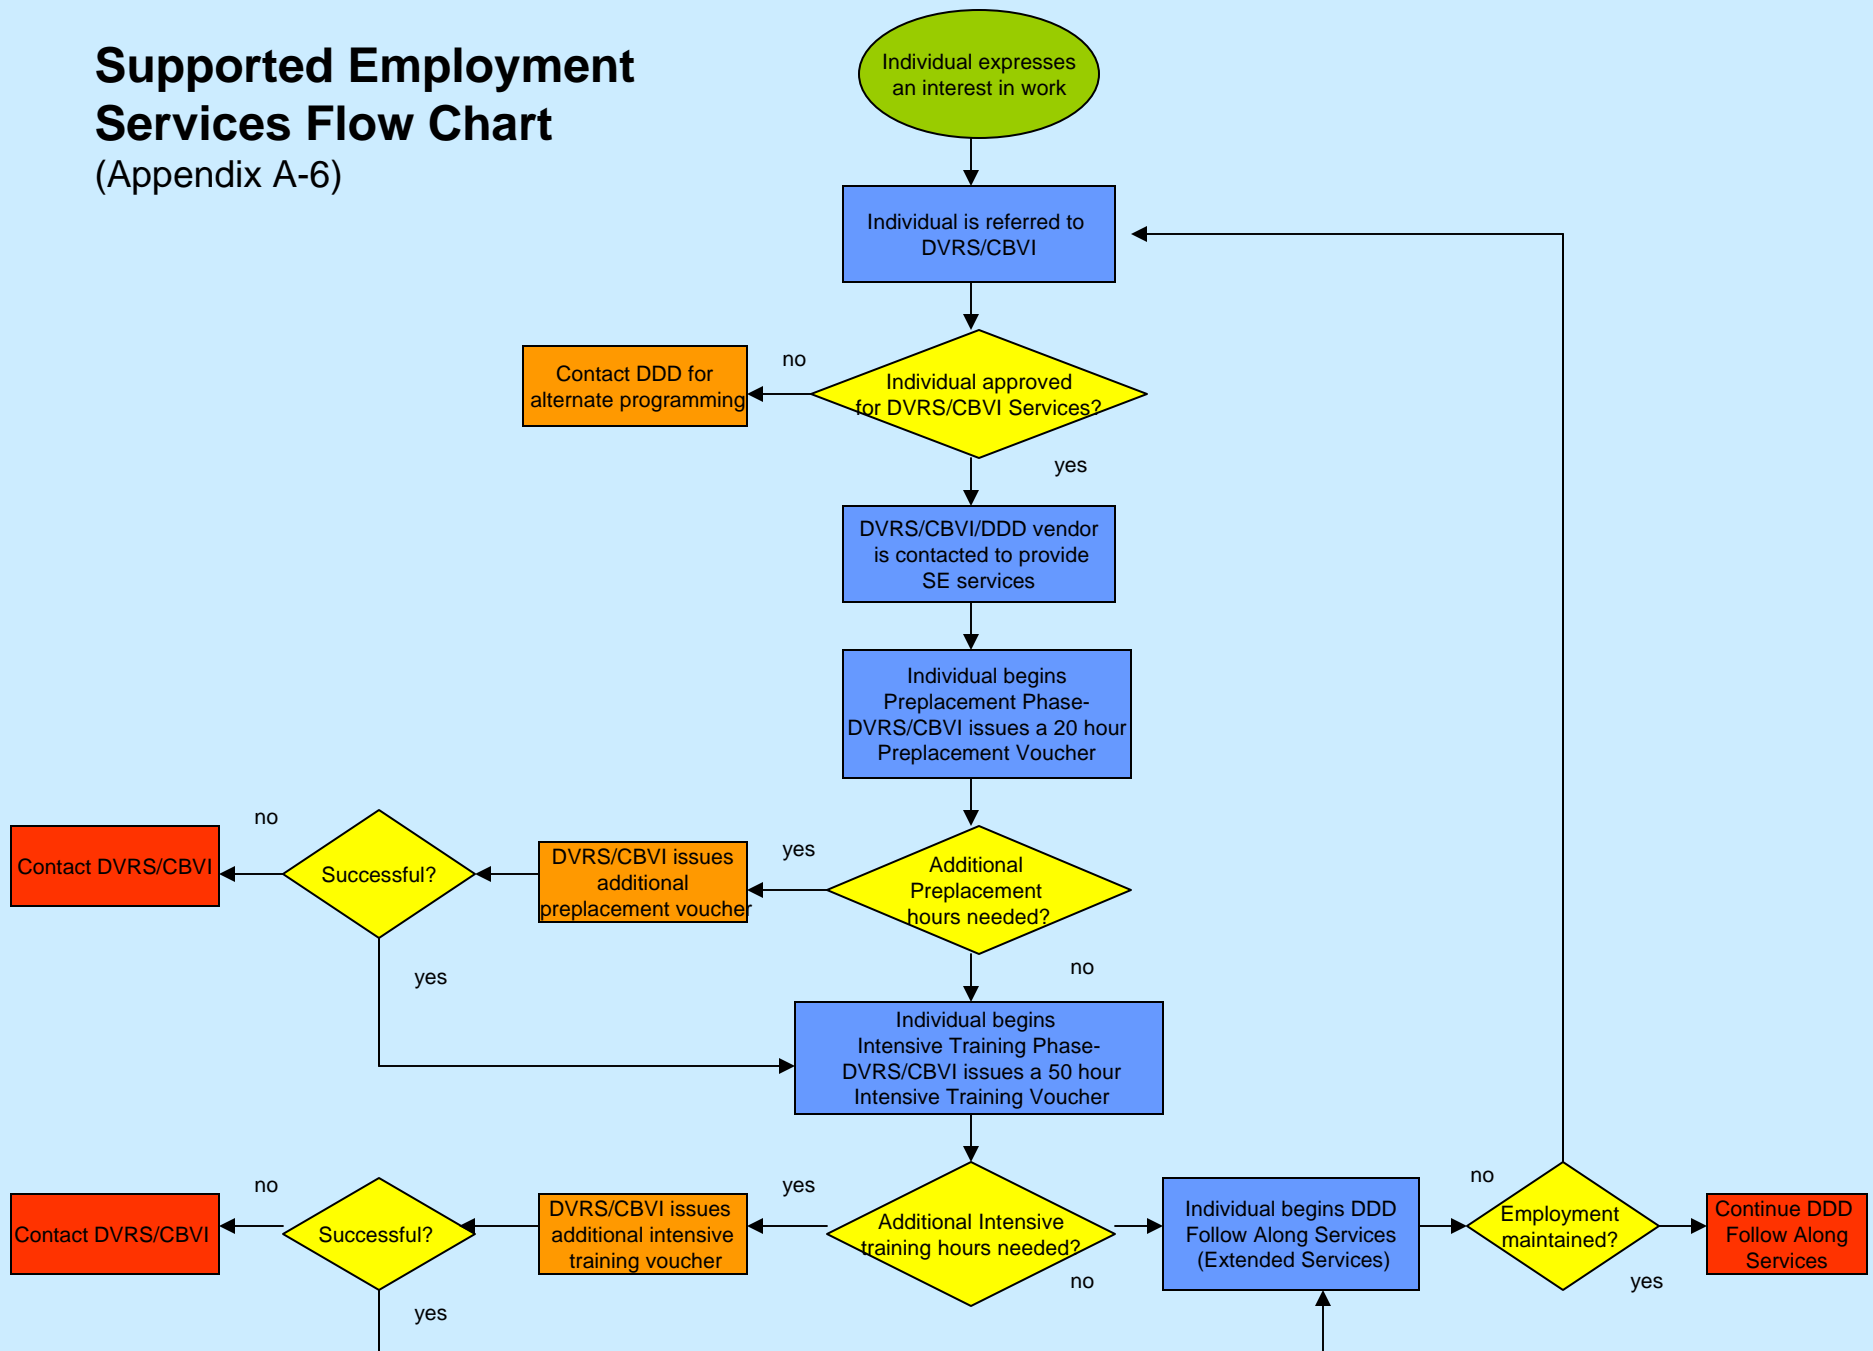 Supported Employment
Services Flow Chart
(Appendix A-6)
Individual expresses
an interest in work
Individual is referred to
DVRS/CBVI
Contact DDD for
alternate programming
no
Individual approved
for DVRS/CBVI Services?
yes
DVRS/CBVI/DDD vendor
is contacted to provide
SE services
Individual begins
Preplacement Phase-
DVRS/CBVI issues a 20 hour
Preplacement Voucher
Contact DVRS/CBVI
no
Successful?
yes
DVRS/CBVI issues
additional
preplacement voucher
yes
Additional
Preplacement
hours needed?
no
Individual begins
Intensive Training Phase-
DVRS/CBVI issues a 50 hour
Intensive Training Voucher
Contact DVRS/CBVI
no
Successful?
yes
DVRS/CBVI issues
additional intensive
training voucher
yes
Additional Intensive
training hours needed?
no
Individual begins DDD
Follow Along Services
(Extended Services)
no
Employment
maintained?
yes
Continue DDD
Follow Along
Services